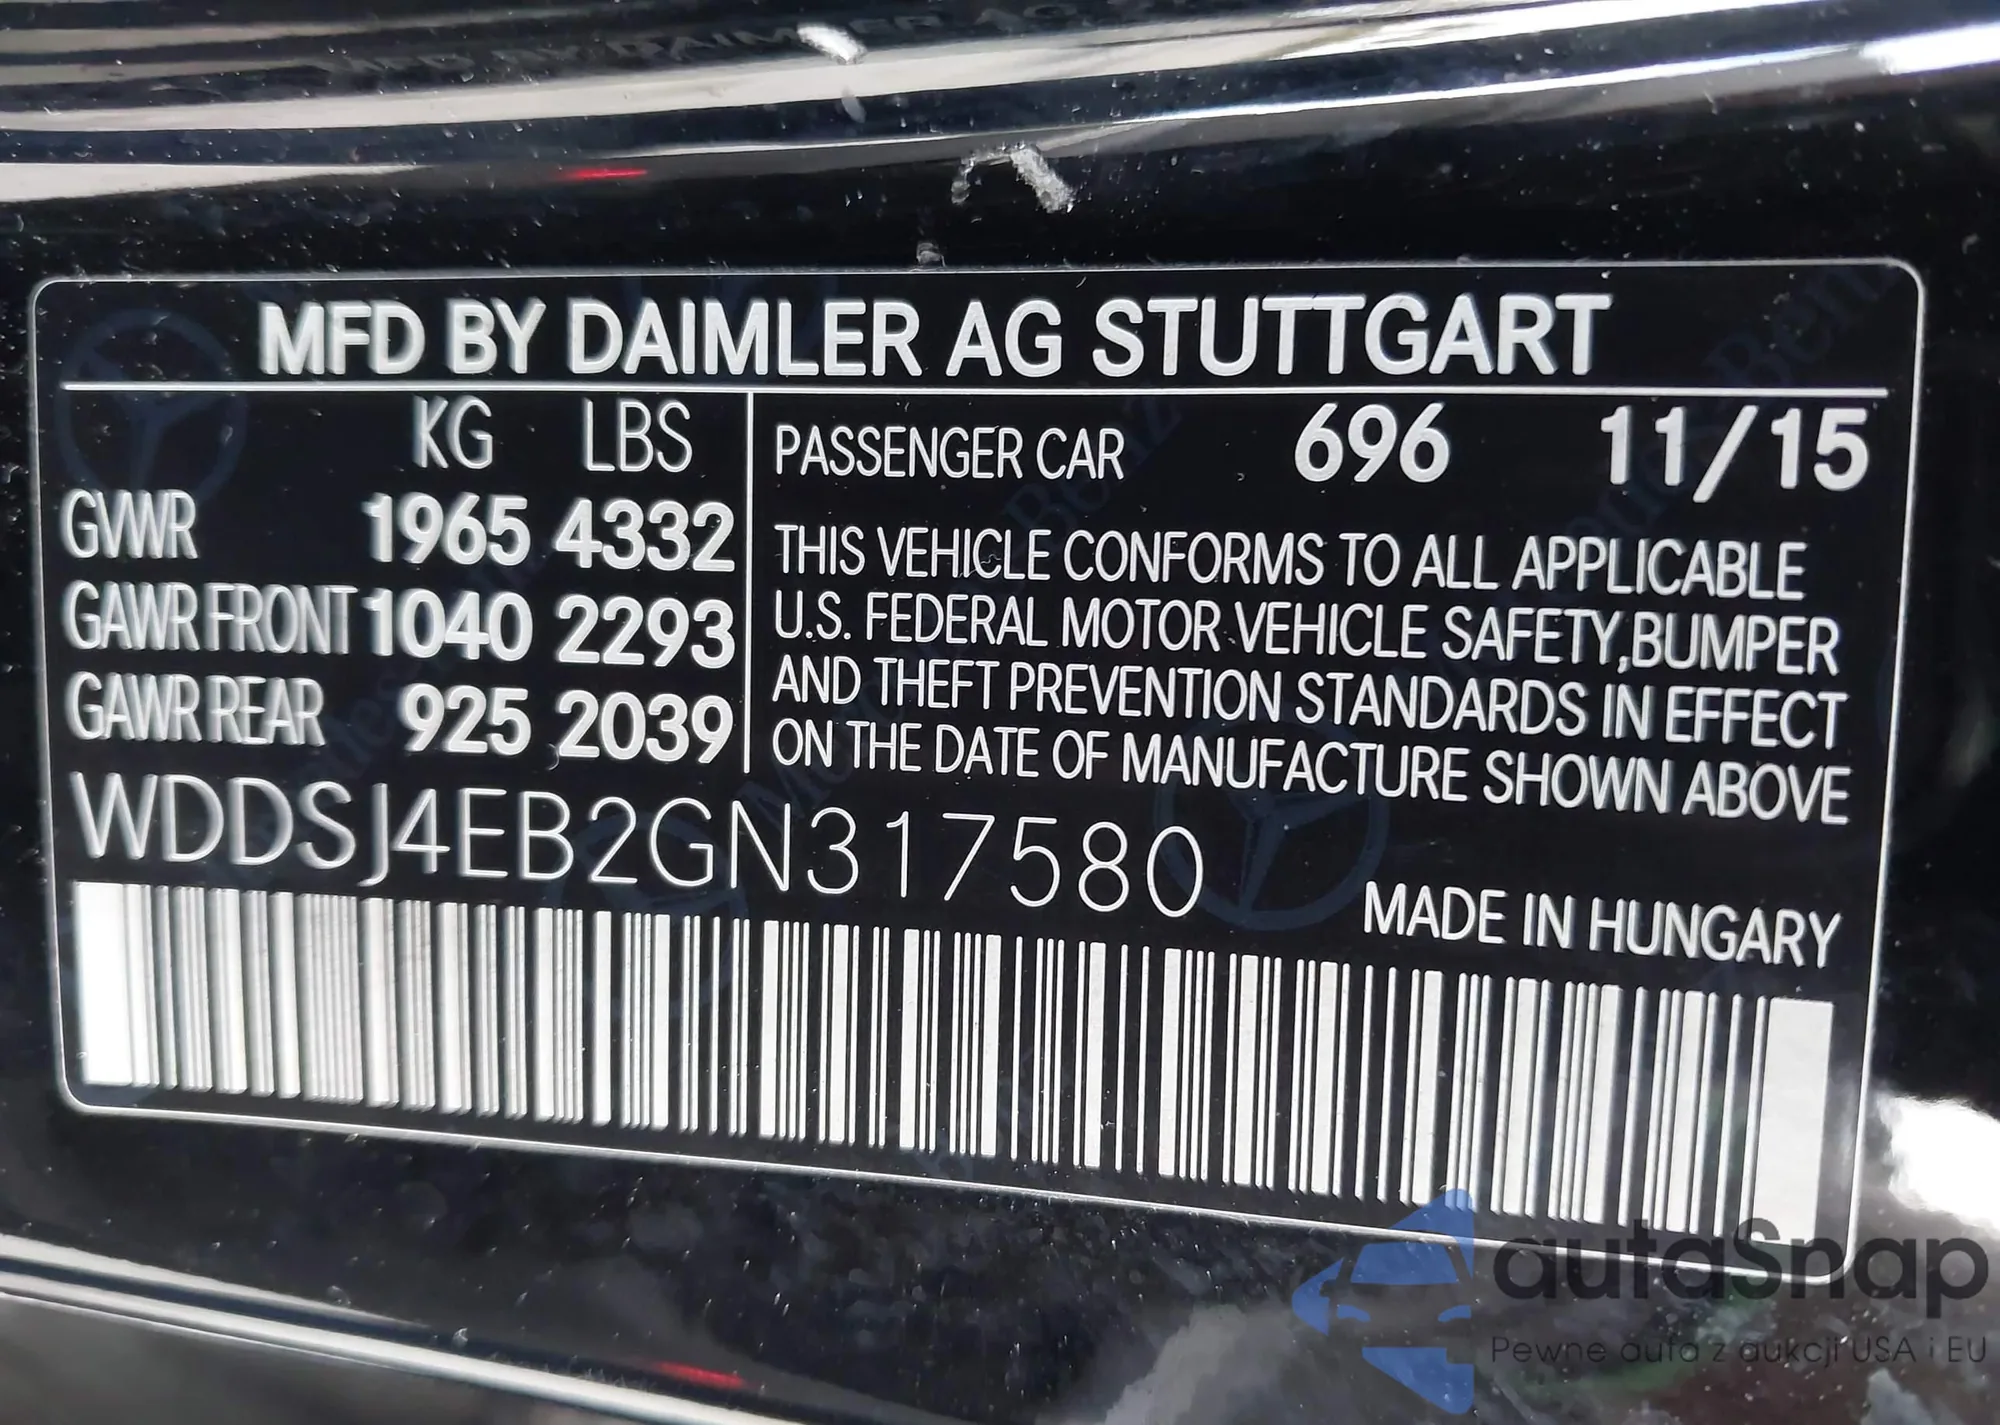 MFD BY DAIMLER AG STUTTGART
KG LBS
GVWR 1965 4332
GAWR FRONT 1040 2293
GAWR REAR 925 2039
PASSENGER CAR 696 11/15
THIS VEHICLE CONFORMS TO ALL APPLICABLE
U.S. FEDERAL MOTOR VEHICLE SAFETY, BUMPER
AND THEFT PREVENTION STANDARDS IN EFFECT
ON THE DATE OF MANUFACTURE SHOWN ABOVE
WDDSJ4EB2GN317580
MADE IN HUNGARY
autaSnap
Pewne auta z aukcji USA i EU